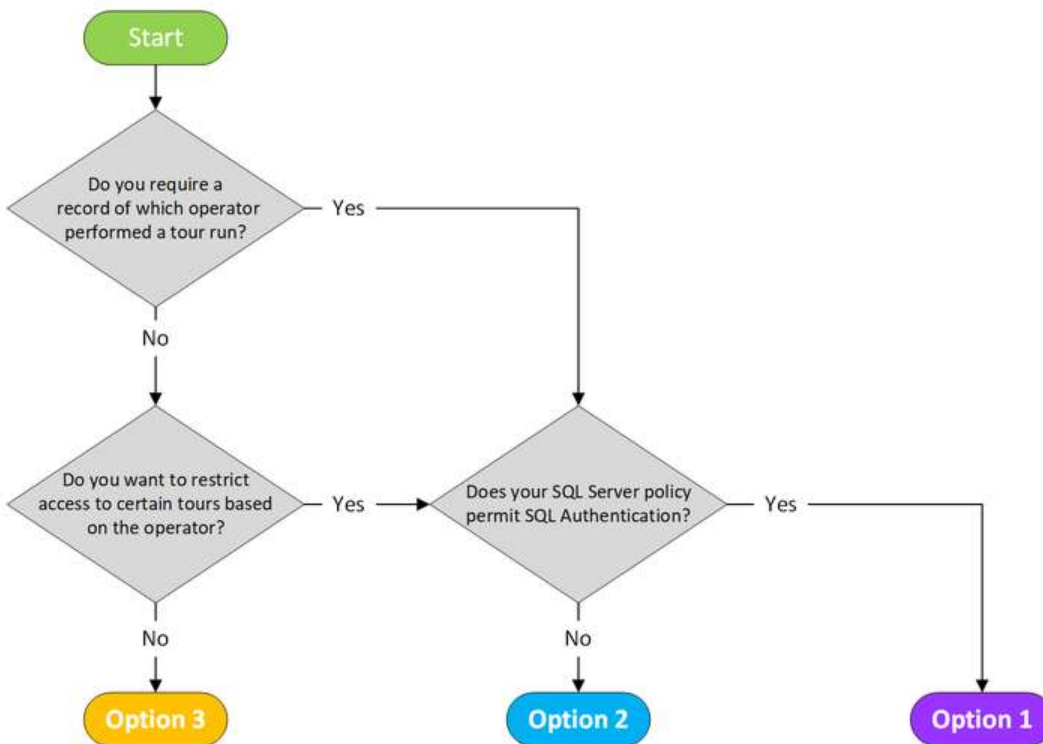 Start
Do you require a
record of which operator
performed a tour run?
Yes
No
Do you want to restrict
access to certain tours based
on the operator?
Yes
Does your SQL Server policy
permit SQL Authentication?
Yes
No
No
Option 3
Option 2
Option 1